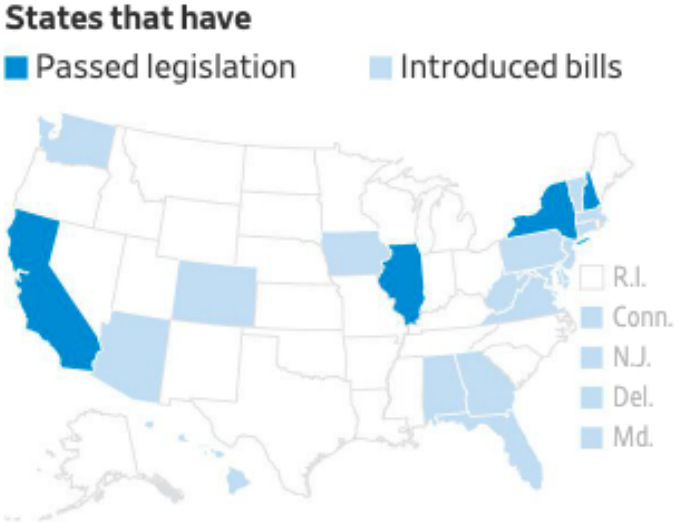 States that have
Passed legislation
Introduced bills
R.I.
Conn.
N.J.
Del.
Md.